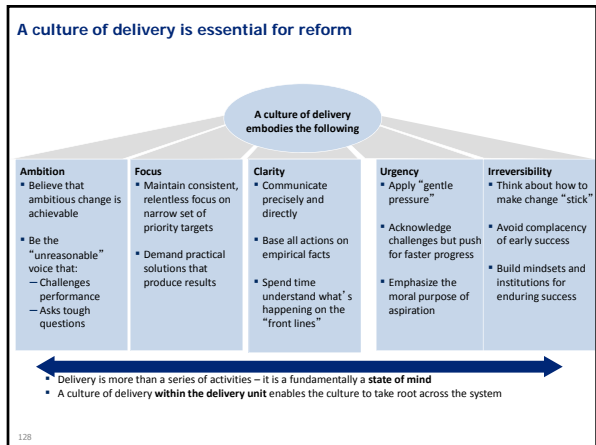 A culture of delivery is essential for reform
A culture of delivery
embodies the following
Ambition
▪ Believe that
ambitious change is
achievable
▪ Be the
“unreasonable”
voice that:
— Challenges
performance
— Asks tough
questions
Focus
▪ Maintain consistent,
relentless focus on
narrow set of
priority targets
▪ Demand practical
solutions that
produce results
Clarity
▪ Communicate
precisely and
directly
▪ Base all actions on
empirical facts
▪ Spend time
understand what’s
happening on the
“front lines”
Urgency
▪ Apply “gentle
pressure”
▪ Acknowledge
challenges but push
for faster progress
▪ Emphasize the
moral purpose of
aspiration
Irreversibility
▪ Think about how to
make change “stick”
▪ Avoid complacency
of early success
▪ Build mindsets and
institutions for
enduring success
▪ Delivery is more than a series of activities – it is a fundamentally a state of mind
▪ A culture of delivery within the delivery unit enables the culture to take root across the system
128